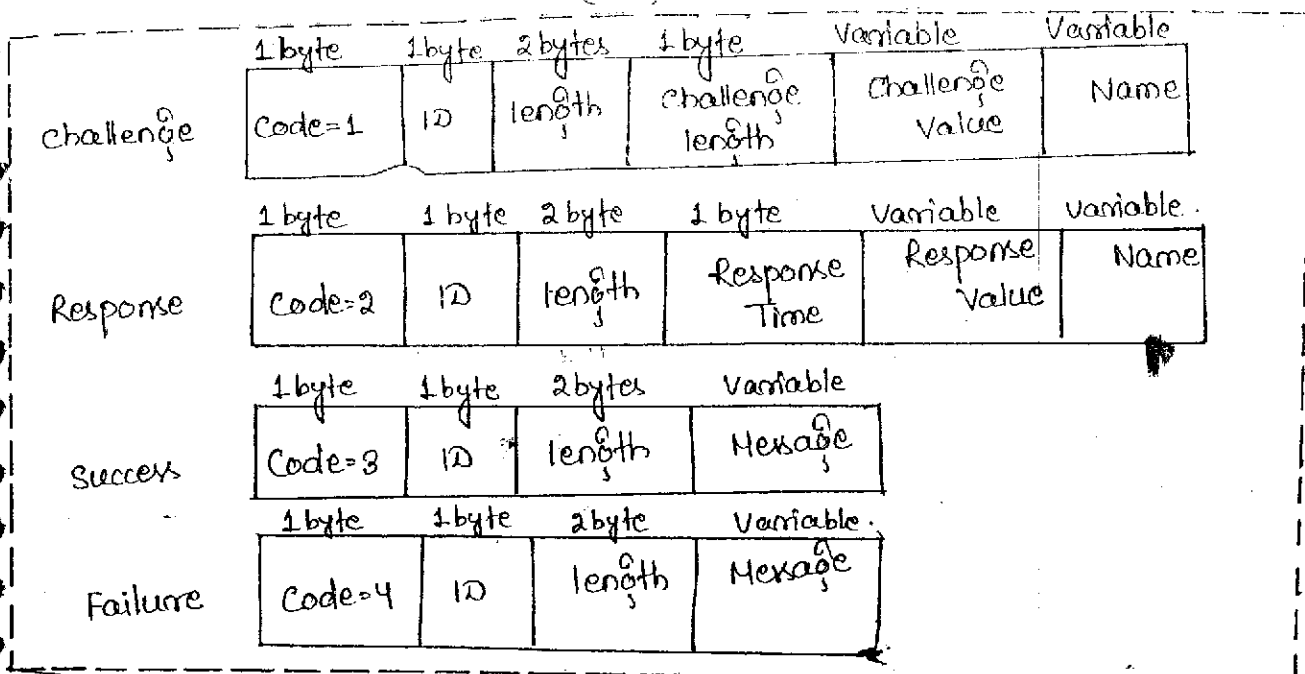 1 byte 1 byte 2 bytes 1 byte Variable Variable
Challenge Code=1 ID length Challenge length Challenge Value Name
1 byte 1 byte 2 byte 1 byte Variable variable.
Response Code=2 ID length Response Time Response Value Name
1 byte 1 byte 2 bytes Variable
Success Code=3 ID length Message
1 byte 1 byte 2 byte Variable.
Failure Code=4 ID length Message